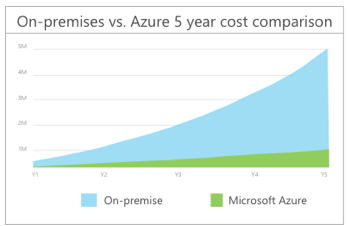 On-premises vs. Azure 5 year cost comparison
5M
4M
3M
2M
1M
Y1 Y2 Y3 Y4 Y5
On-premise Microsoft Azure